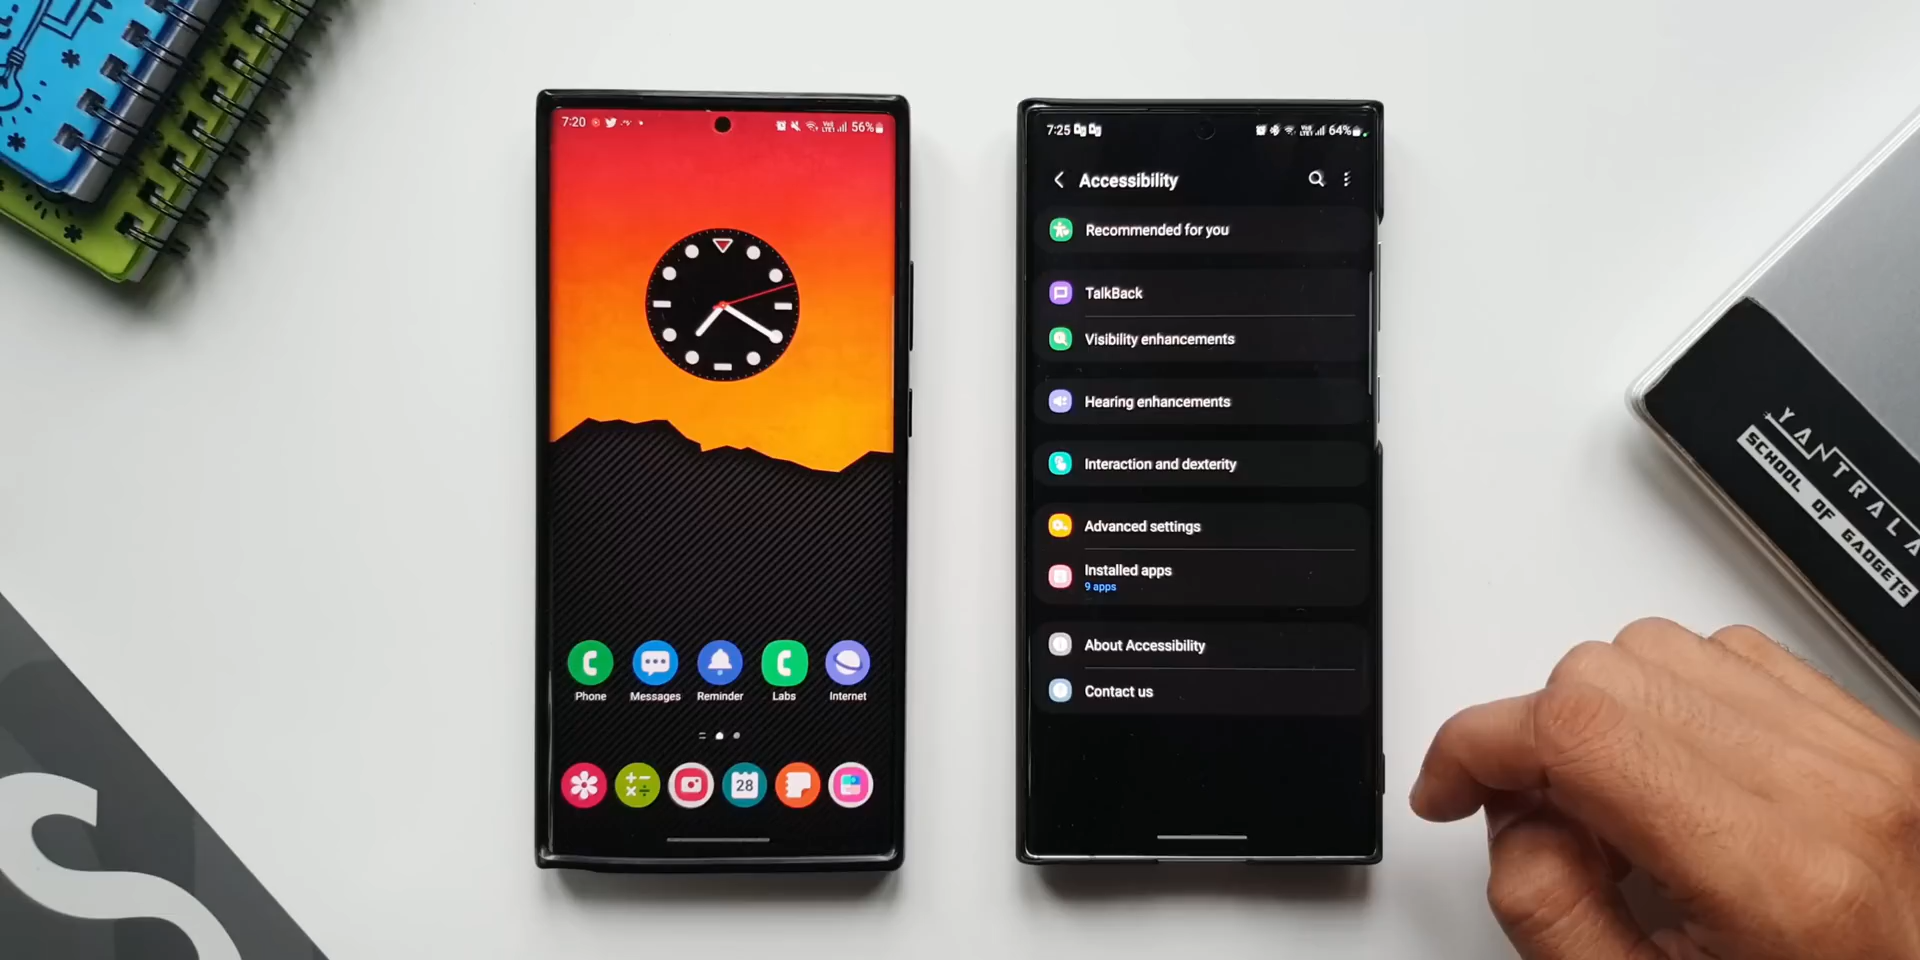 7:20
56%
Phone
Messages
Reminder
Labs
Internet
28
7:25
64%
Accessibility
Recommended for you
TalkBack
Visibility enhancements
Hearing enhancements
Interaction and dexterity
Advanced settings
Installed apps
9 apps
About Accessibility
Contact us
YANTRALA
SCHOOL OF GADGETS
S